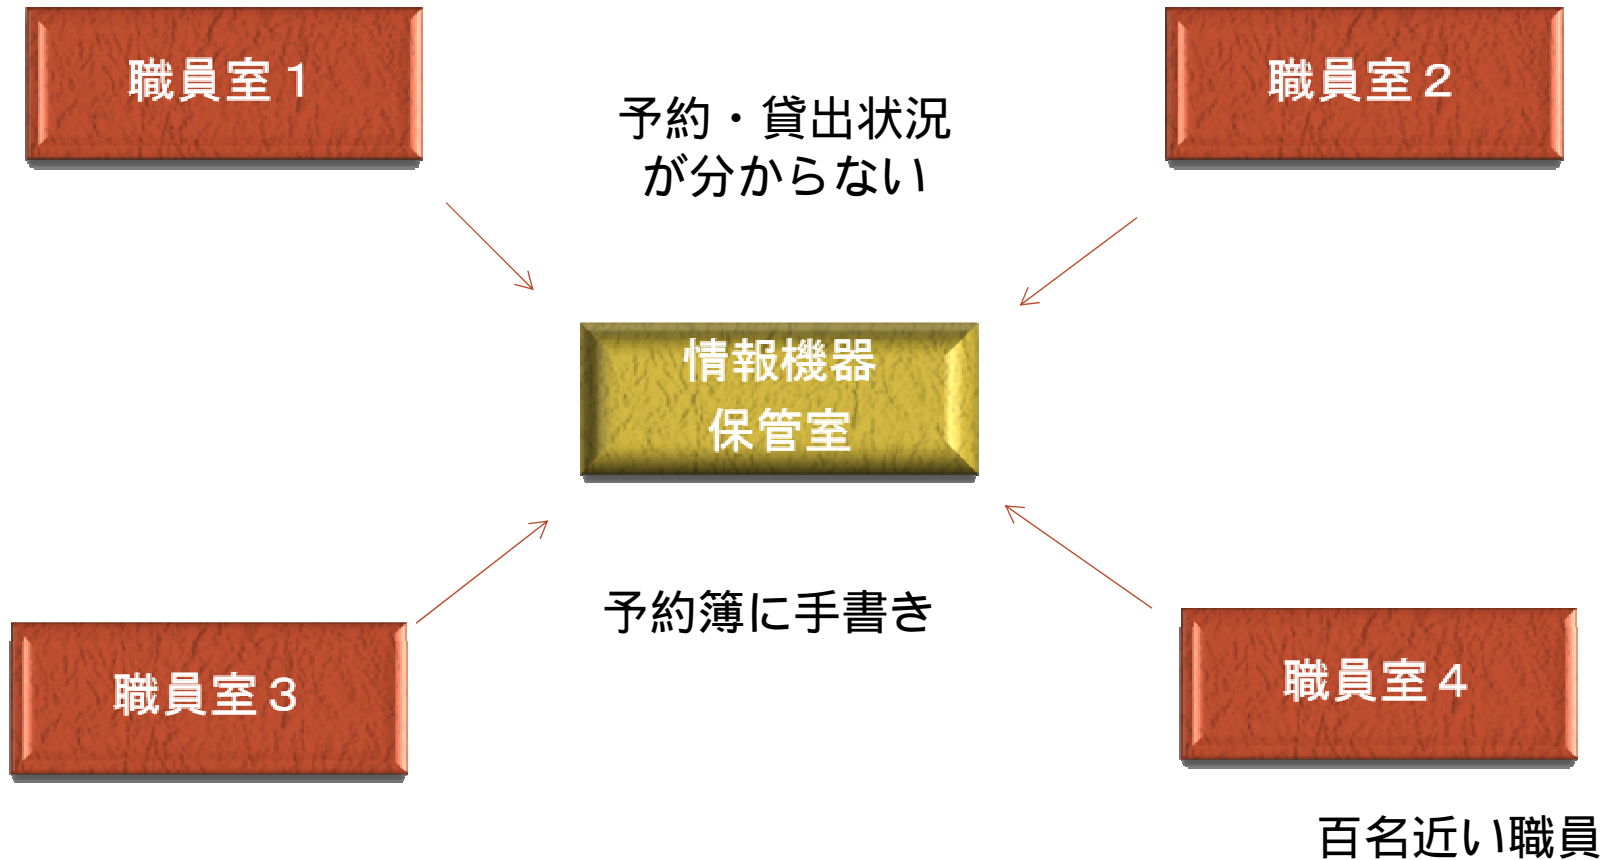 職員室１
職員室２
予約・貸出状況
が分からない
情報機器
保管室
予約簿に手書き
職員室３
職員室４
百名近い職員